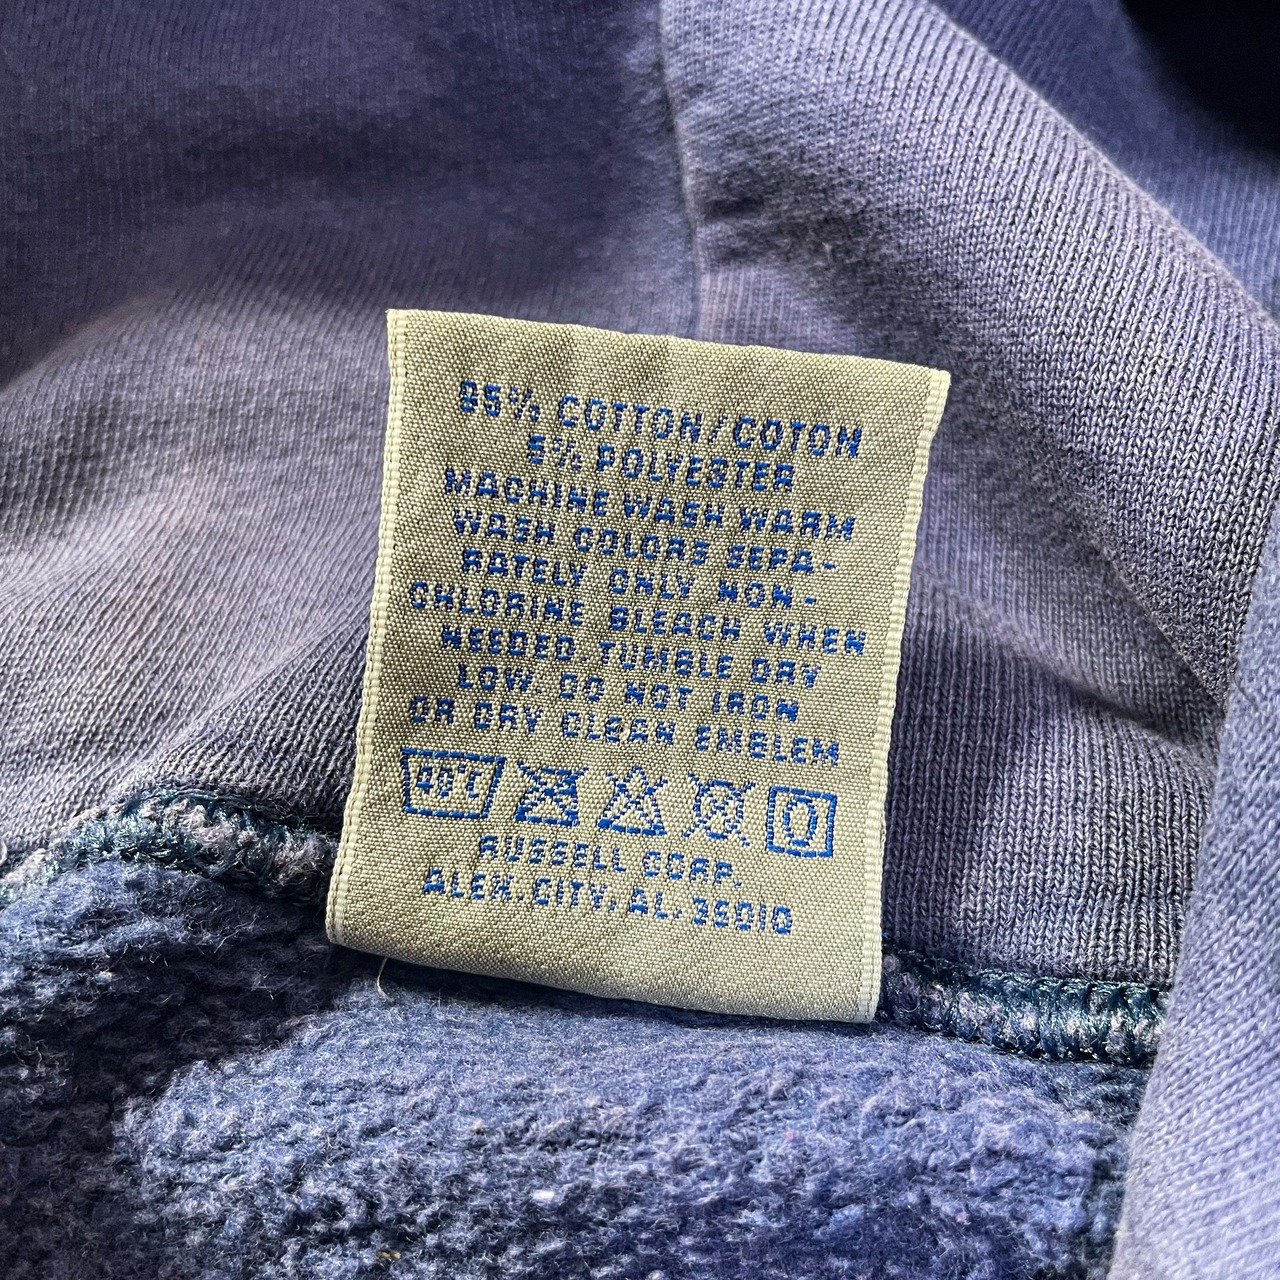 95% COTTON/COTON
5% POLYESTER
MACHINE WASH WARM
WASH COLORS SEPA-
RATELY ONLY NON-
CHLORINE BLEACH WHEN
NEEDED. TUMBLE DRY
LOW. DO NOT IRON
OR DRY CLEAN EMBLEM
40°C
RUSSELL CORP.
ALEX. CITY, AL. 35010